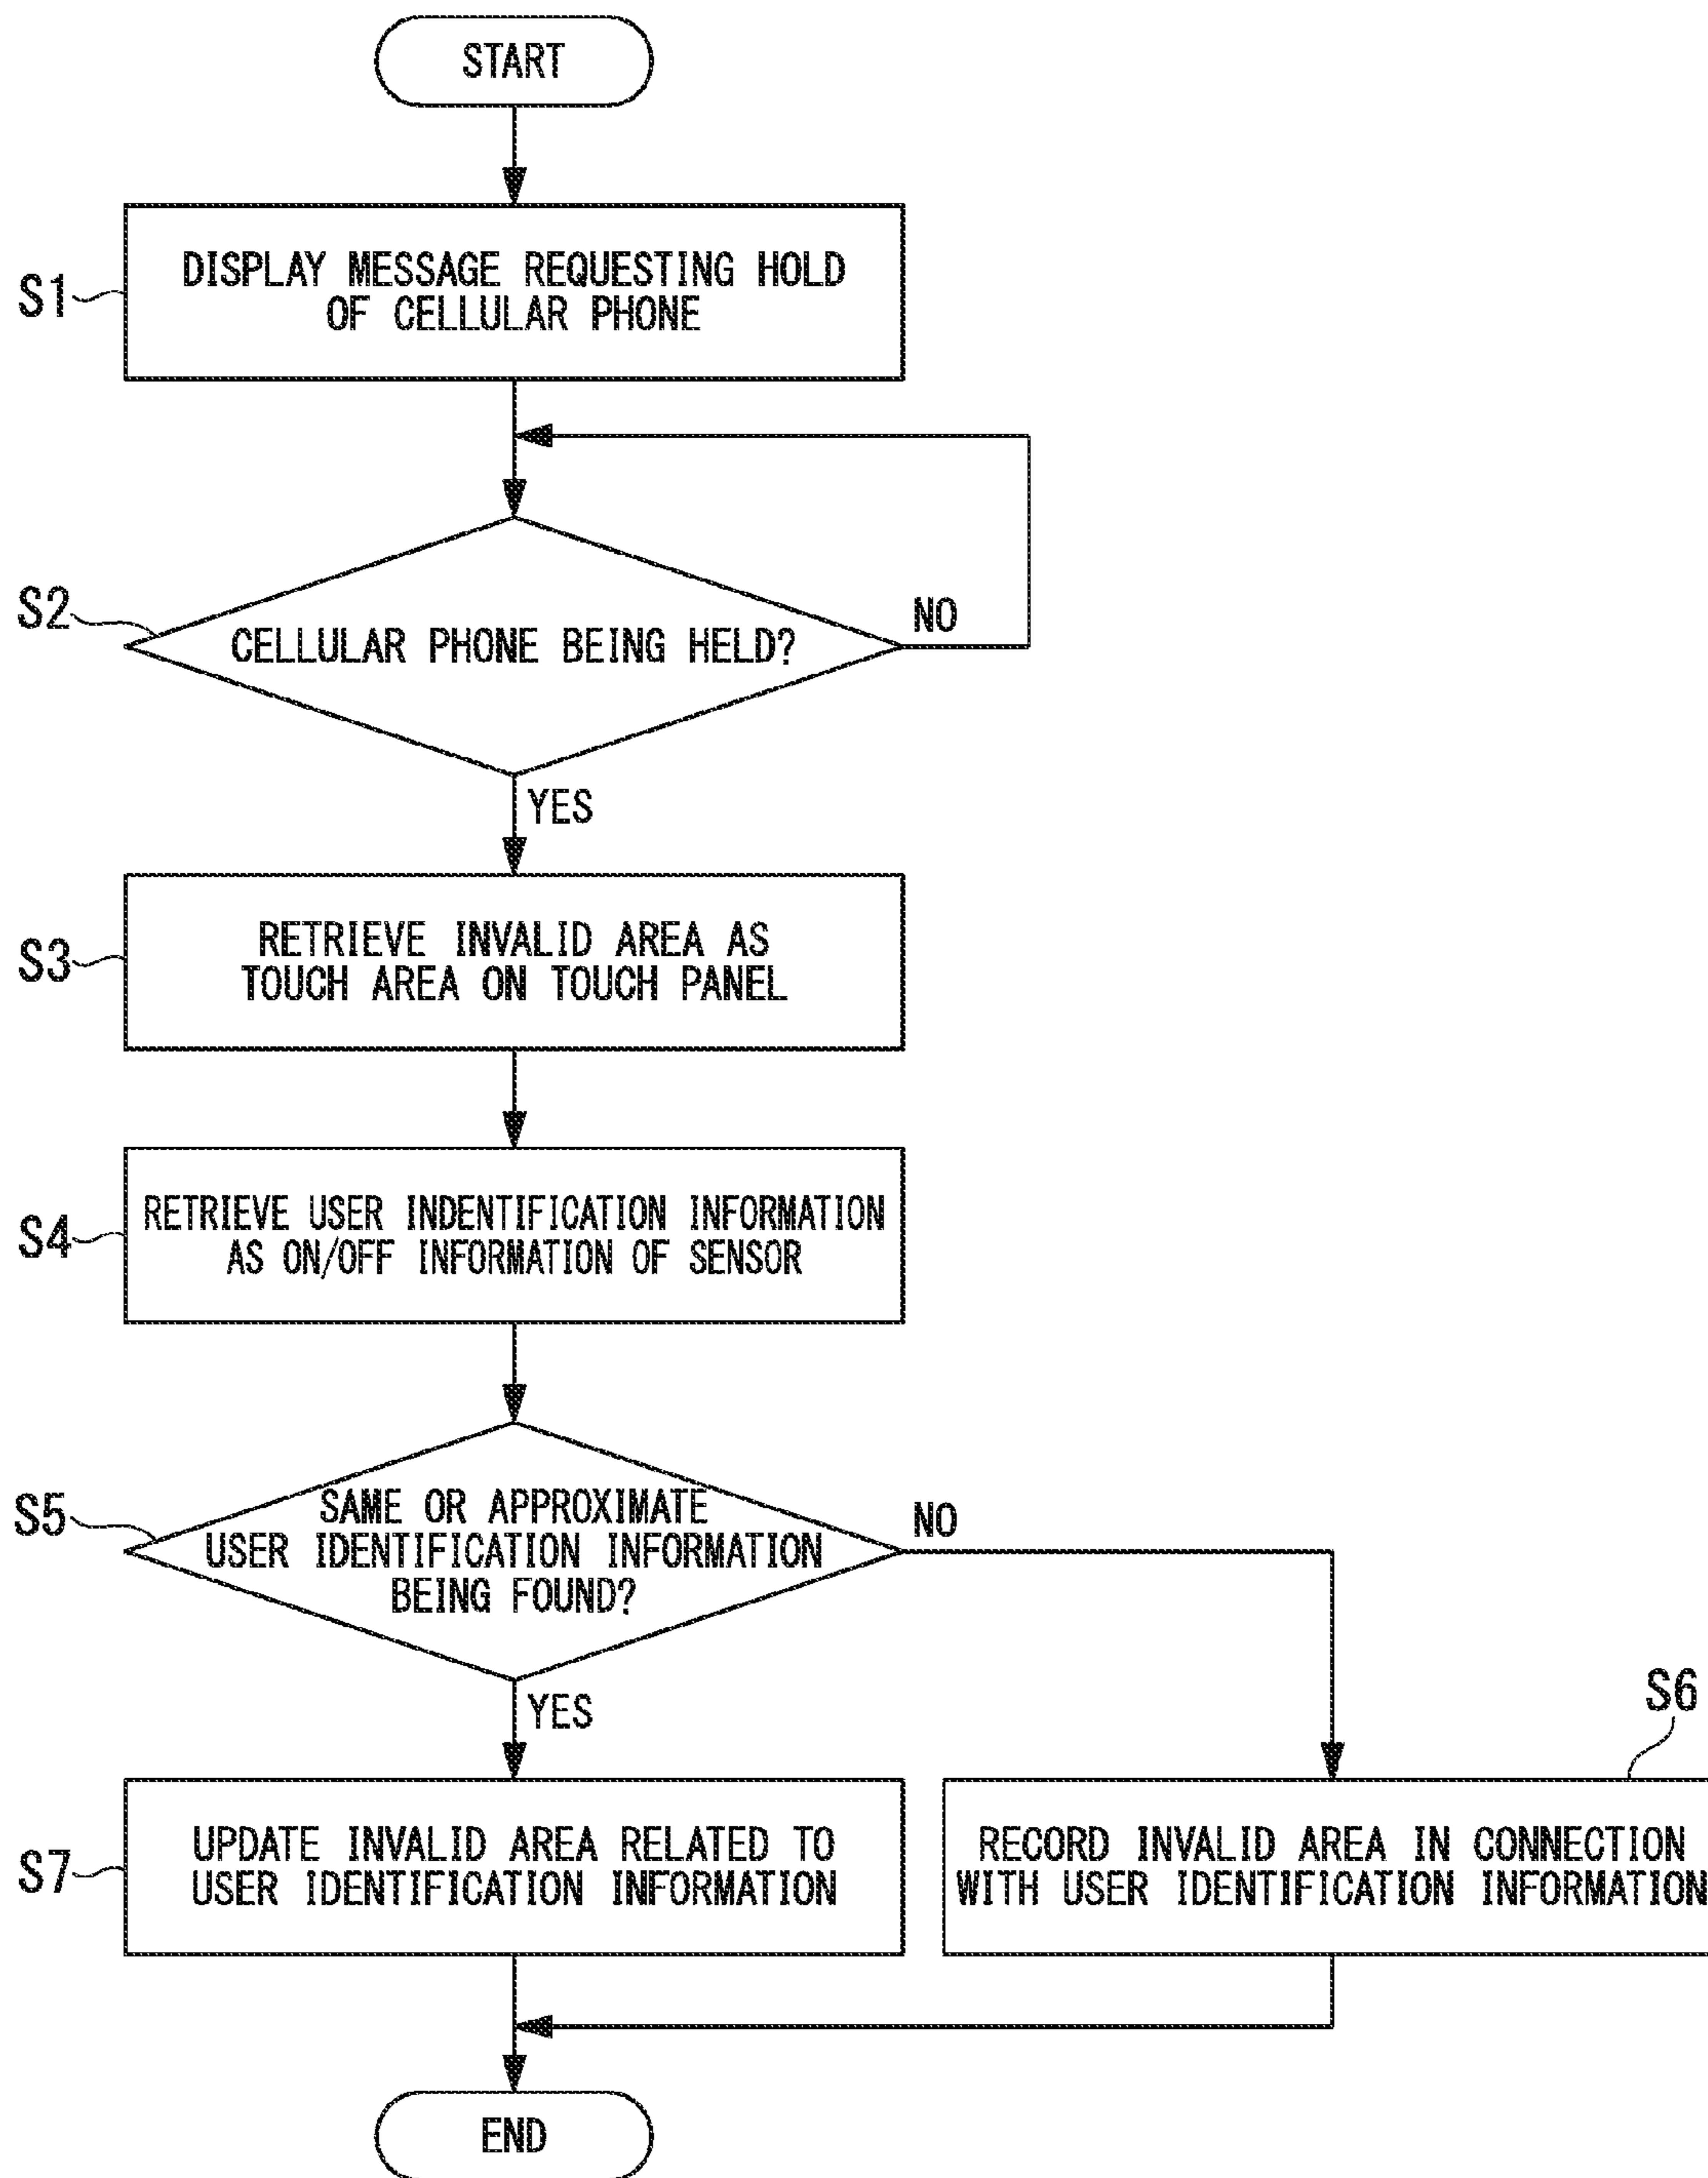 START
S1
DISPLAY MESSAGE REQUESTING HOLD
OF CELLULAR PHONE
S2
CELLULAR PHONE BEING HELD?
NO
YES
S3
RETRIEVE INVALID AREA AS
TOUCH AREA ON TOUCH PANEL
S4
RETRIEVE USER INDENTIFICATION INFORMATION
AS ON/OFF INFORMATION OF SENSOR
S5
SAME OR APPROXIMATE
USER IDENTIFICATION INFORMATION
BEING FOUND?
NO
YES
S6
S7
UPDATE INVALID AREA RELATED TO
USER IDENTIFICATION INFORMATION
RECORD INVALID AREA IN CONNECTION
WITH USER IDENTIFICATION INFORMATION
END